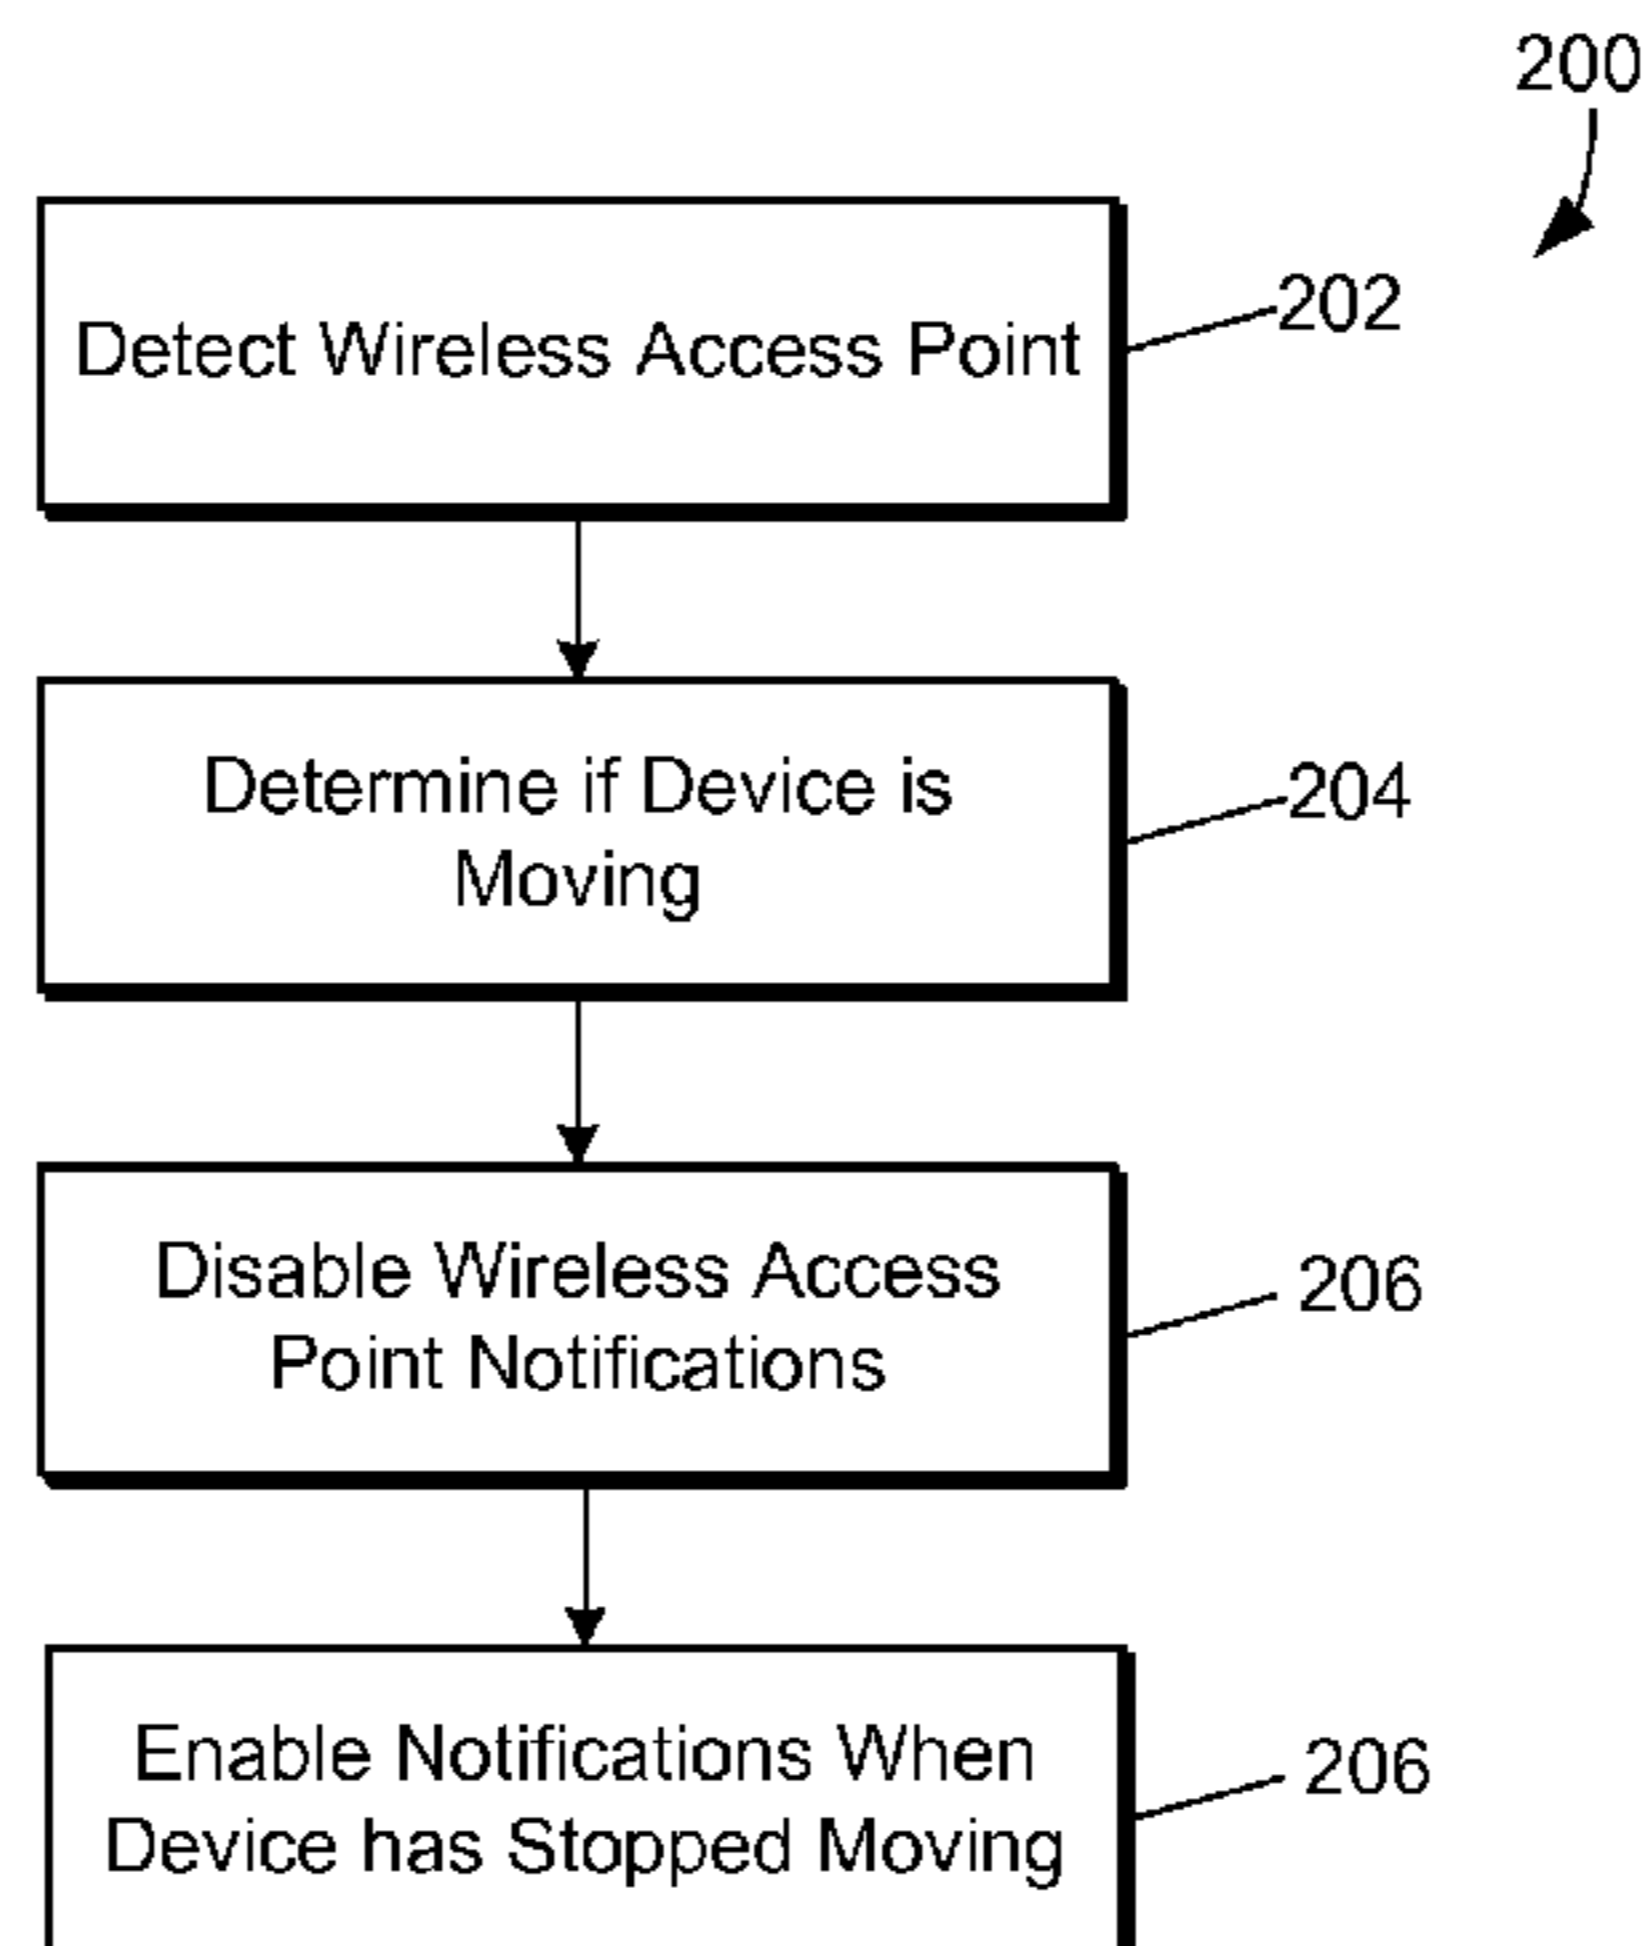 200
Detect Wireless Access Point
202
Determine if Device is
Moving
204
Disable Wireless Access
Point Notifications
206
Enable Notifications When
Device has Stopped Moving
206